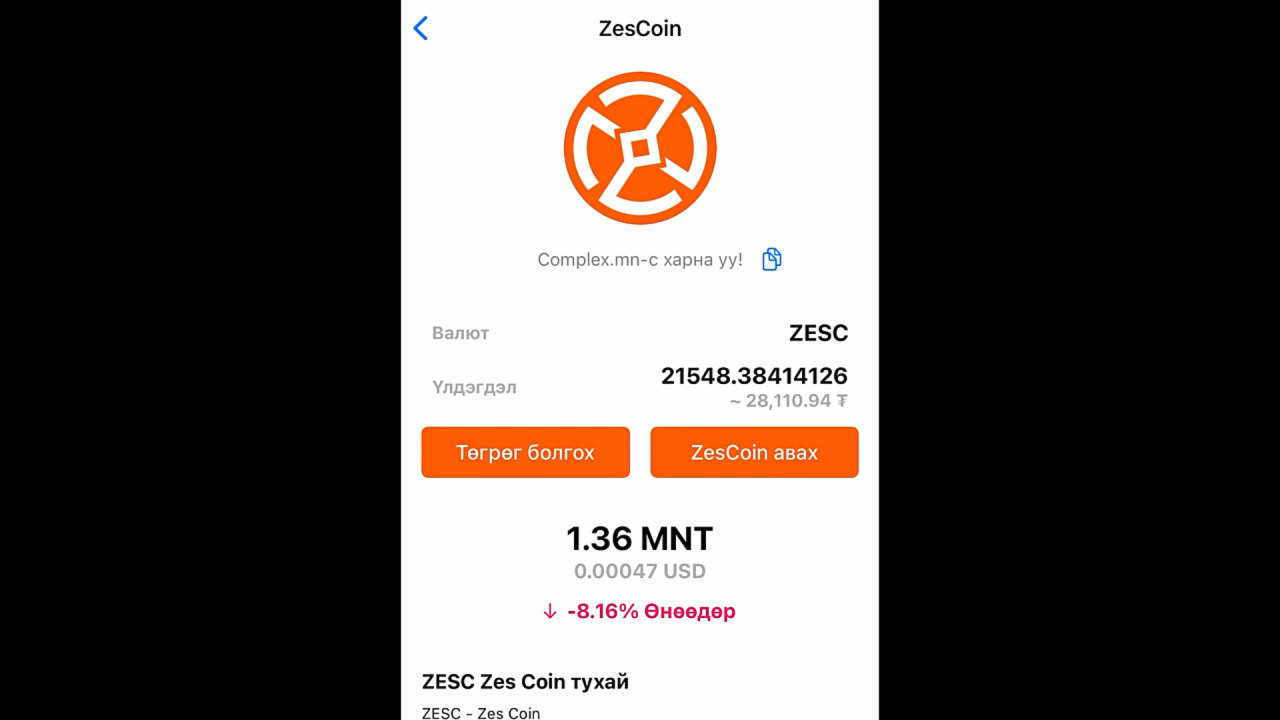 ZesCoin
Complex.mn-с харна уу!
Валют ZESC
Үлдэгдэл 21548.38414126
~ 28,110.94 ₮
Төгрөг болгох ZesCoin авах
1.36 MNT
0.00047 USD
↓ -8.16% Өнөөдөр
ZESC Zes Coin тухай
ZESC - Zes Coin